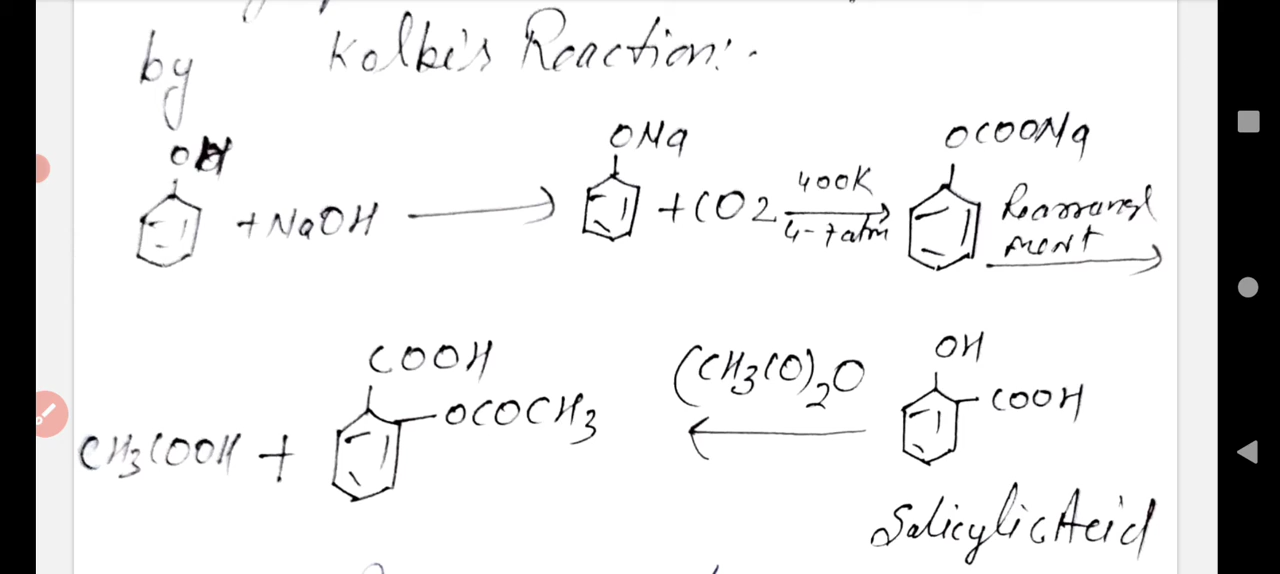 by Kolbe's Reaction:-
OH + NaOH ⟶ ONa + CO2 400K 4-7atm ⟶ OCOONa Rearrangement ⟶
CH3COOH + COOH OCOCH3 ⟵ (CH3CO)2O OH COOH
Salicylic Acid